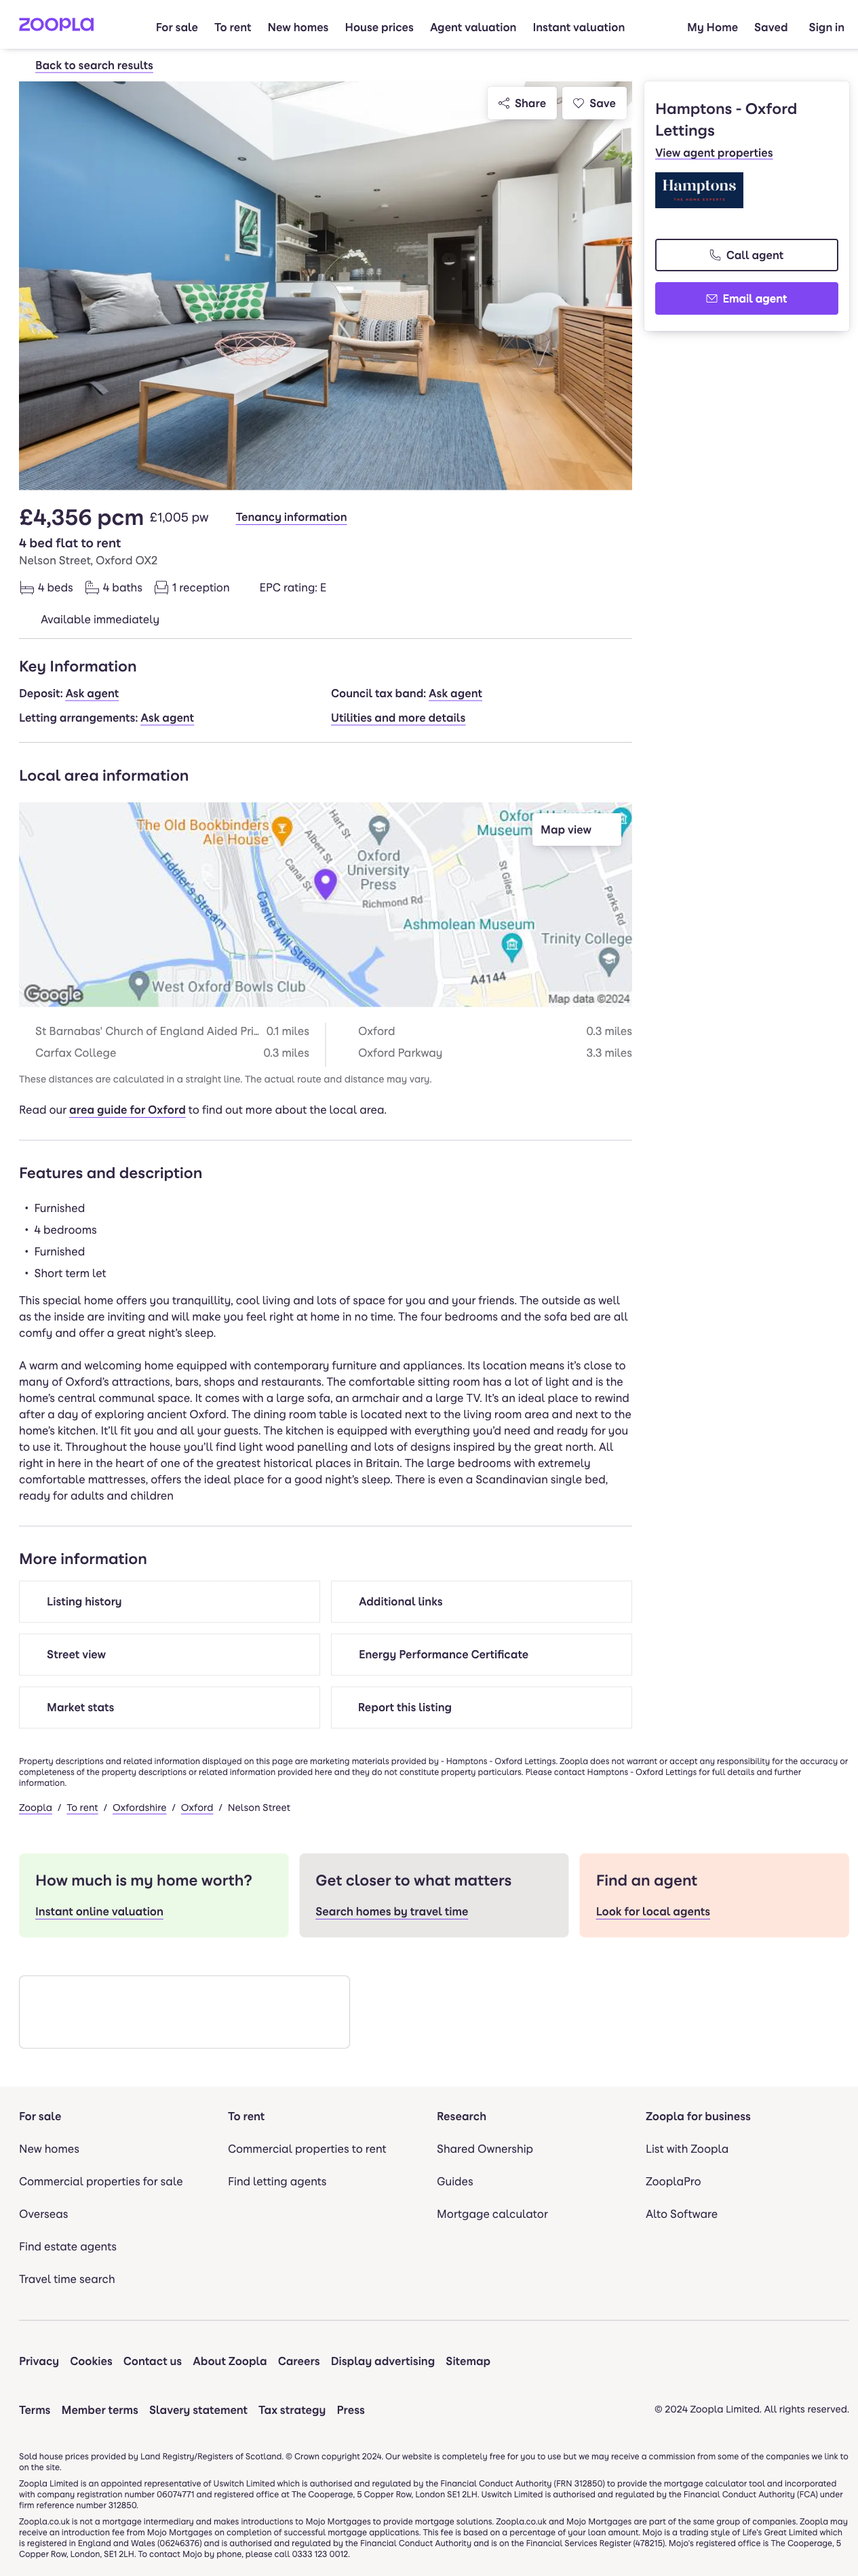 ZOOPLA
For sale To rent New homes House prices Agent valuation Instant valuation My Home Saved Sign in
Back to search results
Share Save
Hamptons - Oxford
Lettings
View agent properties
Hamptons
THE HOME EXPERTS
Call agent
Email agent
£4,356 pcm £1,005 pw Tenancy information
4 bed flat to rent
Nelson Street, Oxford OX2
4 beds 4 baths 1 reception EPC rating: E
Available immediately
Key Information
Deposit: Ask agent Council tax band: Ask agent
Letting arrangements: Ask agent Utilities and more details
Local area information
The Old Bookbinders
Ale House
Hart St
Albert St
Canal St
Oxford
University
Press
Richmond Rd
Museum
Map view
St Giles'
Parks Rd
Fiddler's Stream
Castle Mill Stream
Ashmolean Museum
Trinity College
A4144
West Oxford Bowls Club
Google
Map data ©2024
St Barnabas' Church of England Aided Pri... 0.1 miles Oxford 0.3 miles
Carfax College 0.3 miles Oxford Parkway 3.3 miles
These distances are calculated in a straight line. The actual route and distance may vary.
Read our area guide for Oxford to find out more about the local area.
Features and description
• Furnished
• 4 bedrooms
• Furnished
• Short term let
This special home offers you tranquillity, cool living and lots of space for you and your friends. The outside as well
as the inside are inviting and will make you feel right at home in no time. The four bedrooms and the sofa bed are all
comfy and offer a great night's sleep.
A warm and welcoming home equipped with contemporary furniture and appliances. Its location means it's close to
many of Oxford's attractions, bars, shops and restaurants. The comfortable sitting room has a lot of light and is the
home's central communal space. It comes with a large sofa, an armchair and a large TV. It's an ideal place to rewind
after a day of exploring ancient Oxford. The dining room table is located next to the living room area and next to the
home's kitchen. It'll fit you and all your guests. The kitchen is equipped with everything you'd need and ready for you
to use it. Throughout the house you'll find light wood panelling and lots of designs inspired by the great north. All
right in here in the heart of one of the greatest historical places in Britain. The large bedrooms with extremely
comfortable mattresses, offers the ideal place for a good night's sleep. There is even a Scandinavian single bed,
ready for adults and children
More information
Listing history Additional links
Street view Energy Performance Certificate
Market stats Report this listing
Property descriptions and related information displayed on this page are marketing materials provided by - Hamptons - Oxford Lettings. Zoopla does not warrant or accept any responsibility for the accuracy or
completeness of the property descriptions or related information provided here and they do not constitute property particulars. Please contact Hamptons - Oxford Lettings for full details and further
information.
Zoopla / To rent / Oxfordshire / Oxford / Nelson Street
How much is my home worth? Get closer to what matters Find an agent
Instant online valuation Search homes by travel time Look for local agents
For sale To rent Research Zoopla for business
New homes Commercial properties to rent Shared Ownership List with Zoopla
Commercial properties for sale Find letting agents Guides ZooplaPro
Overseas Mortgage calculator Alto Software
Find estate agents
Travel time search
Privacy Cookies Contact us About Zoopla Careers Display advertising Sitemap
Terms Member terms Slavery statement Tax strategy Press © 2024 Zoopla Limited. All rights reserved.
Sold house prices provided by Land Registry/Registers of Scotland. © Crown copyright 2024. Our website is completely free for you to use but we may receive a commission from some of the companies we link to
on the site.
Zoopla Limited is an appointed representative of Uswitch Limited which is authorised and regulated by the Financial Conduct Authority (FRN 312850) to provide the mortgage calculator tool and incorporated
with company registration number 06074771 and registered office at The Cooperage, 5 Copper Row, London SE1 2LH. Uswitch Limited is authorised and regulated by the Financial Conduct Authority (FCA) under
firm reference number 312850.
Zoopla.co.uk is not a mortgage intermediary and makes introductions to Mojo Mortgages to provide mortgage solutions. Zoopla.co.uk and Mojo Mortgages are part of the same group of companies. Zoopla may
receive an introduction fee from Mojo Mortgages on completion of successful mortgage applications. This fee is based on a percentage of your loan amount. Mojo is a trading style of Life's Great Limited which
is registered in England and Wales (06246376) and is authorised and regulated by the Financial Conduct Authority and is on the Financial Services Register (478215). Mojo's registered office is The Cooperage, 5
Copper Row, London, SE1 2LH. To contact Mojo by phone, please call 0333 123 0012.